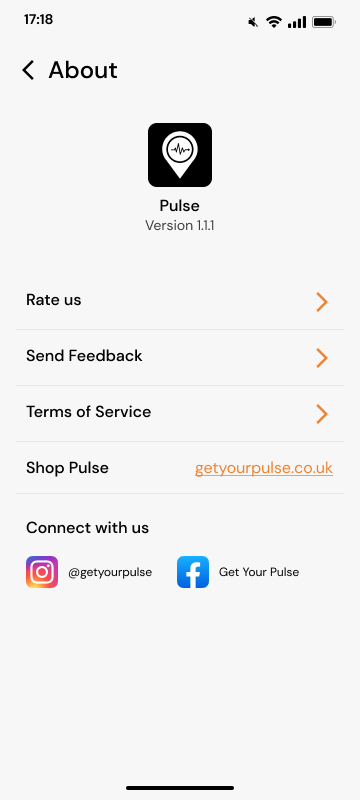 17:18
About
Pulse
Version 1.1.1
Rate us
Send Feedback
Terms of Service
Shop Pulse getyourpulse.co.uk
Connect with us
@getyourpulse Get Your Pulse